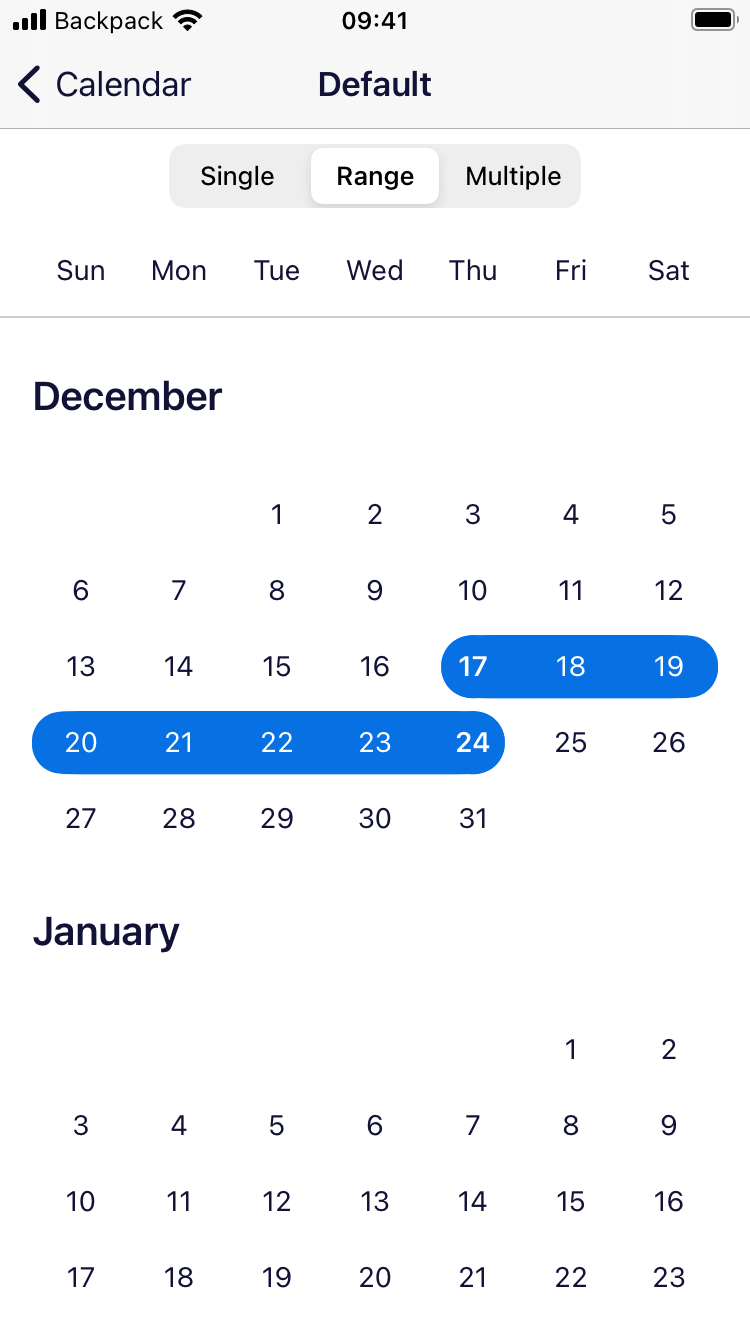 Backpack 09:41
Calendar Default
Single Range Multiple
Sun Mon Tue Wed Thu Fri Sat
December
1 2 3 4 5
6 7 8 9 10 11 12
13 14 15 16 17 18 19
20 21 22 23 24 25 26
27 28 29 30 31
January
1 2
3 4 5 6 7 8 9
10 11 12 13 14 15 16
17 18 19 20 21 22 23